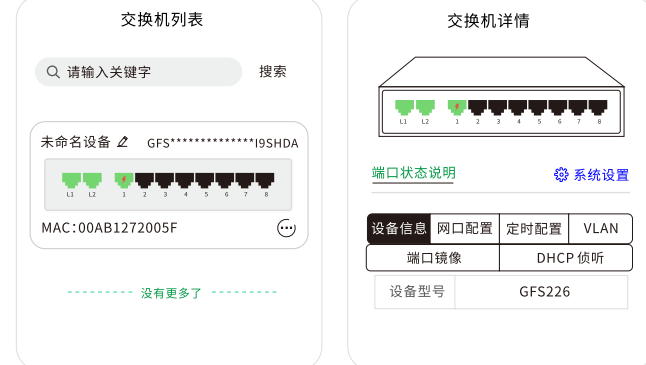 交换机列表
请输入关键字 搜索
未命名设备 GFS**************I9SHDA
L1 L2 1 2 3 4 5 6 7 8
MAC:00AB1272005F
没有更多了
交换机详情
L1 L2 1 2 3 4 5 6 7 8
端口状态说明 系统设置
设备信息 网口配置 定时配置 VLAN
端口镜像 DHCP 侦听
设备型号 GFS226